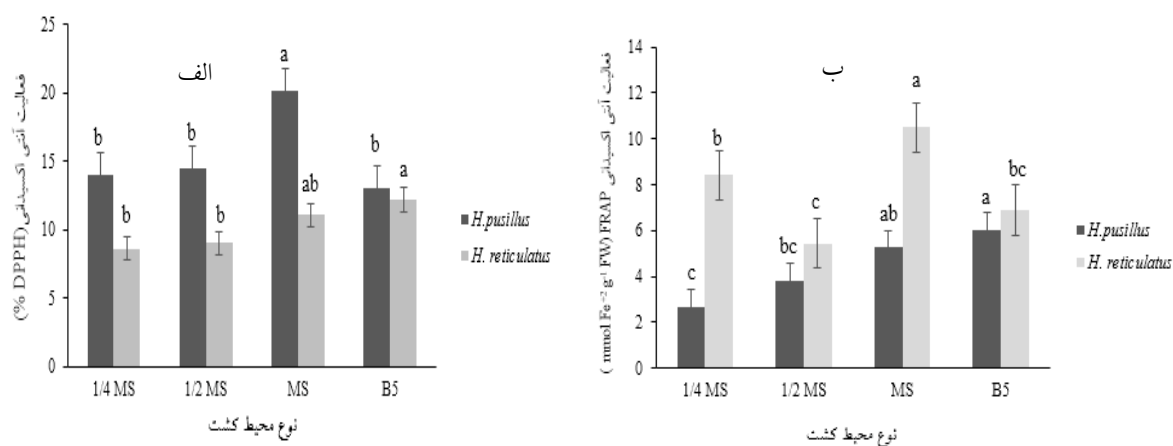 الف
فعالیت آنتی اکسیدانی (% DPPH)
25
20
15
10
5
0
b
b
b
b
a
ab
b
a
1/4 MS
1/2 MS
MS
B5
نوع محیط کشت
H.pusillus
H. reticulatus
ب
فعالیت آنتی اکسیدانی FRAP (mmol Fe⁺² g⁻¹ FW)
14
12
10
8
6
4
2
0
c
b
bc
c
ab
a
a
bc
1/4 MS
1/2 MS
MS
B5
نوع محیط کشت
H.pusillus
H. reticulatus